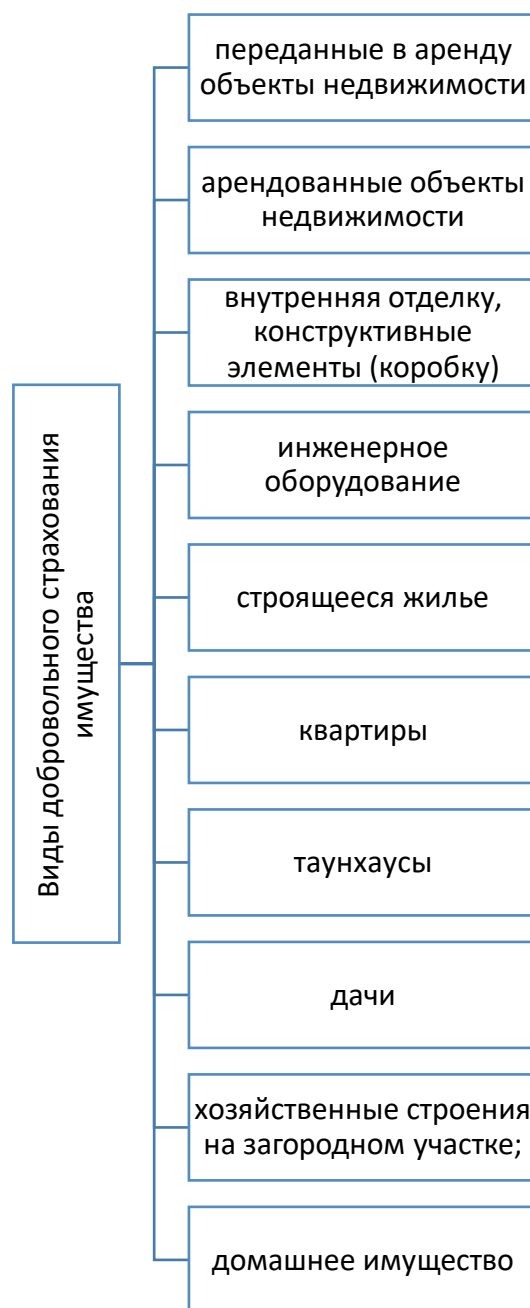 Виды добровольного страхования
имущества
переданные в аренду
объекты недвижимости
арендованные объекты
недвижимости
внутренняя отделку,
конструктивные
элементы (коробку)
инженерное
оборудование
строящееся жилье
квартиры
таунхаусы
дачи
хозяйственные строения
на загородном участке;
домашнее имущество